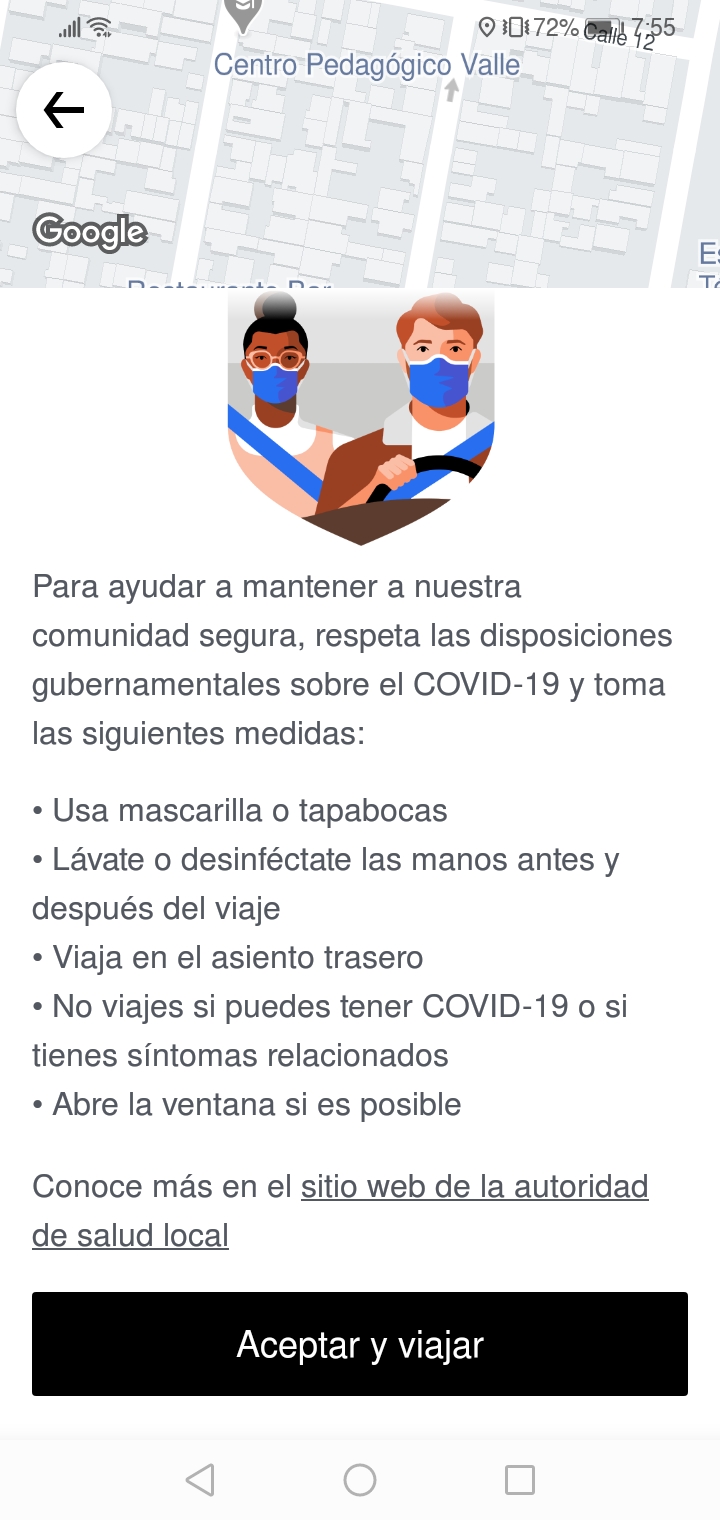 72%
7:55
Calle 12
Centro Pedagógico Valle
Google
Restaurante Bar
Para ayudar a mantener a nuestra
comunidad segura, respeta las disposiciones
gubernamentales sobre el COVID-19 y toma
las siguientes medidas:
• Usa mascarilla o tapabocas
• Lávate o desinféctate las manos antes y
después del viaje
• Viaja en el asiento trasero
• No viajes si puedes tener COVID-19 o si
tienes síntomas relacionados
• Abre la ventana si es posible
Conoce más en el sitio web de la autoridad
de salud local
Aceptar y viajar